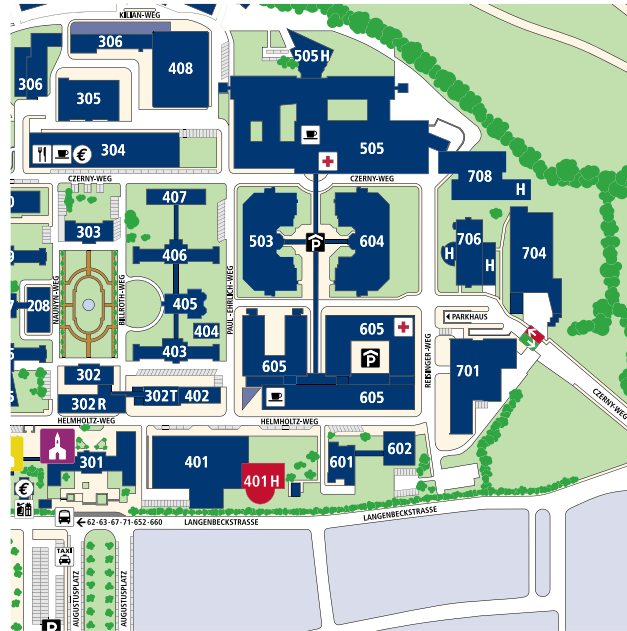 KILIAN-WEG
306
408
505 H
306
305
505
304
€
CZERNY-WEG
CZERNY-WEG
708
H
407
303
503
604
706
H
H
704
406
P
NAUNYN-WEG
BILLROTH-WEG
PAUL-EHRLICH-WEG
208
405
404
403
PARKHAUS
605
P
605
605
REISINGER-WEG
701
CZERNY-WEG
302
302 R
302T
402
HELMHOLTZ-WEG
HELMHOLTZ-WEG
301
401
401 H
601
602
€
62-63-67-71-652-660
LANGENBECKSTRASSE
LANGENBECKSTRASSE
TAXI
AUGUSTUSPLATZ
AUGUSTUSPLATZ
P